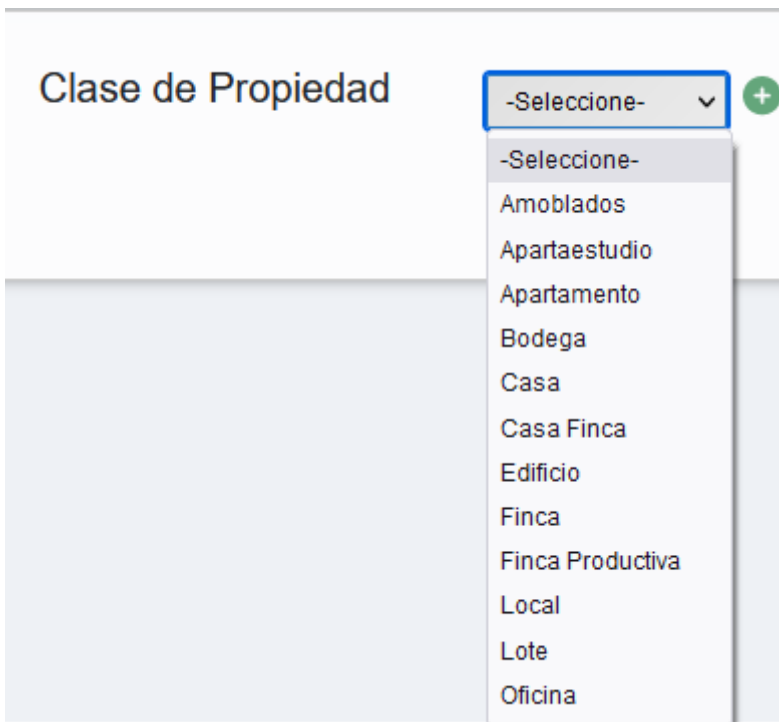 Clase de Propiedad
-Seleccione-
-Seleccione-
Amoblados
Apartaestudio
Apartamento
Bodega
Casa
Casa Finca
Edificio
Finca
Finca Productiva
Local
Lote
Oficina